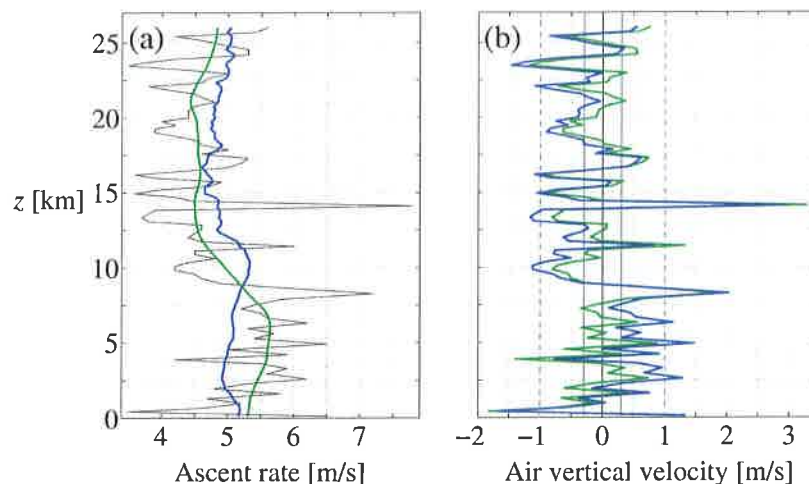 (a)
(b)
25
20
15
10
5
0
z [km]
4 5 6 7
−2 −1 0 1 2 3
Ascent rate [m/s]
Air vertical velocity [m/s]